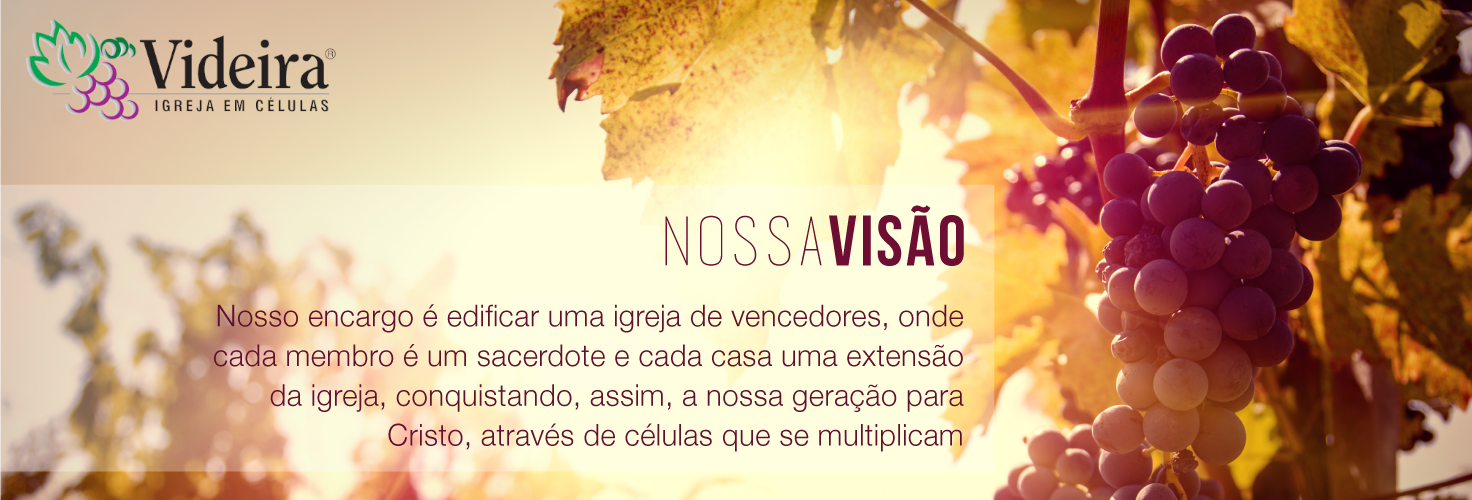 Videira®
IGREJA EM CÉLULAS
NOSSAVISÃO
Nosso encargo é edificar uma igreja de vencedores, onde
cada membro é um sacerdote e cada casa uma extensão
da igreja, conquistando, assim, a nossa geração para
Cristo, através de células que se multiplicam